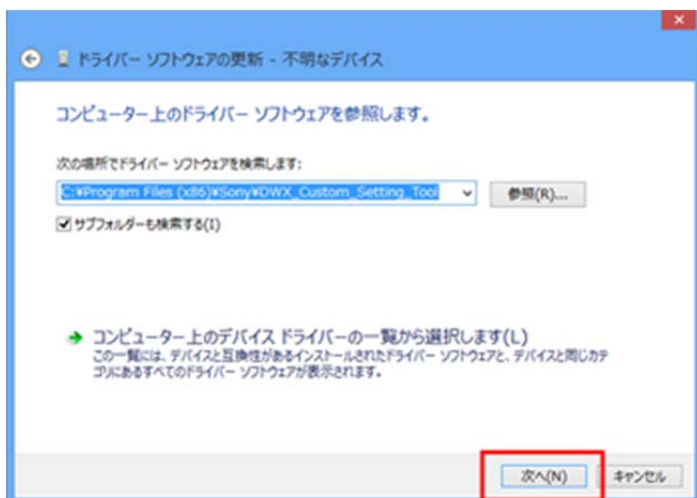 ドライバー ソフトウェアの更新 - 不明なデバイス
コンピューター上のドライバー ソフトウェアを参照します。
次の場所でドライバー ソフトウェアを検索します:
C:¥Program Files (x86)¥Sony¥DWX_Custom_Setting_Tool
参照(R)...
サブフォルダーも検索する(I)
コンピューター上のデバイス ドライバーの一覧から選択します(L)
この一覧には、デバイスと互換性があるインストールされたドライバー ソフトウェアと、デバイスと同じカテ
ゴリにあるすべてのドライバー ソフトウェアが表示されます。
次へ(N)
キャンセル